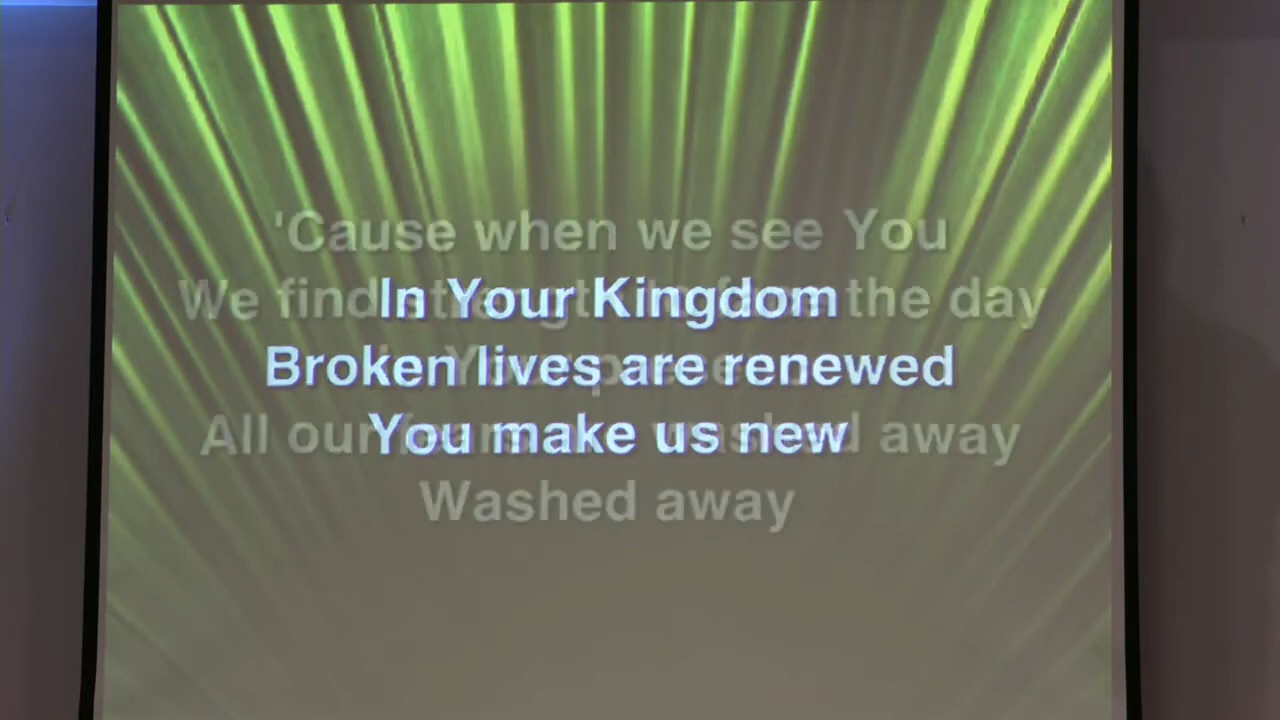 'Cause when we see You
In Your Kingdom
We find the day
Broken lives are renewed
You make us new
All our washed away
Washed away